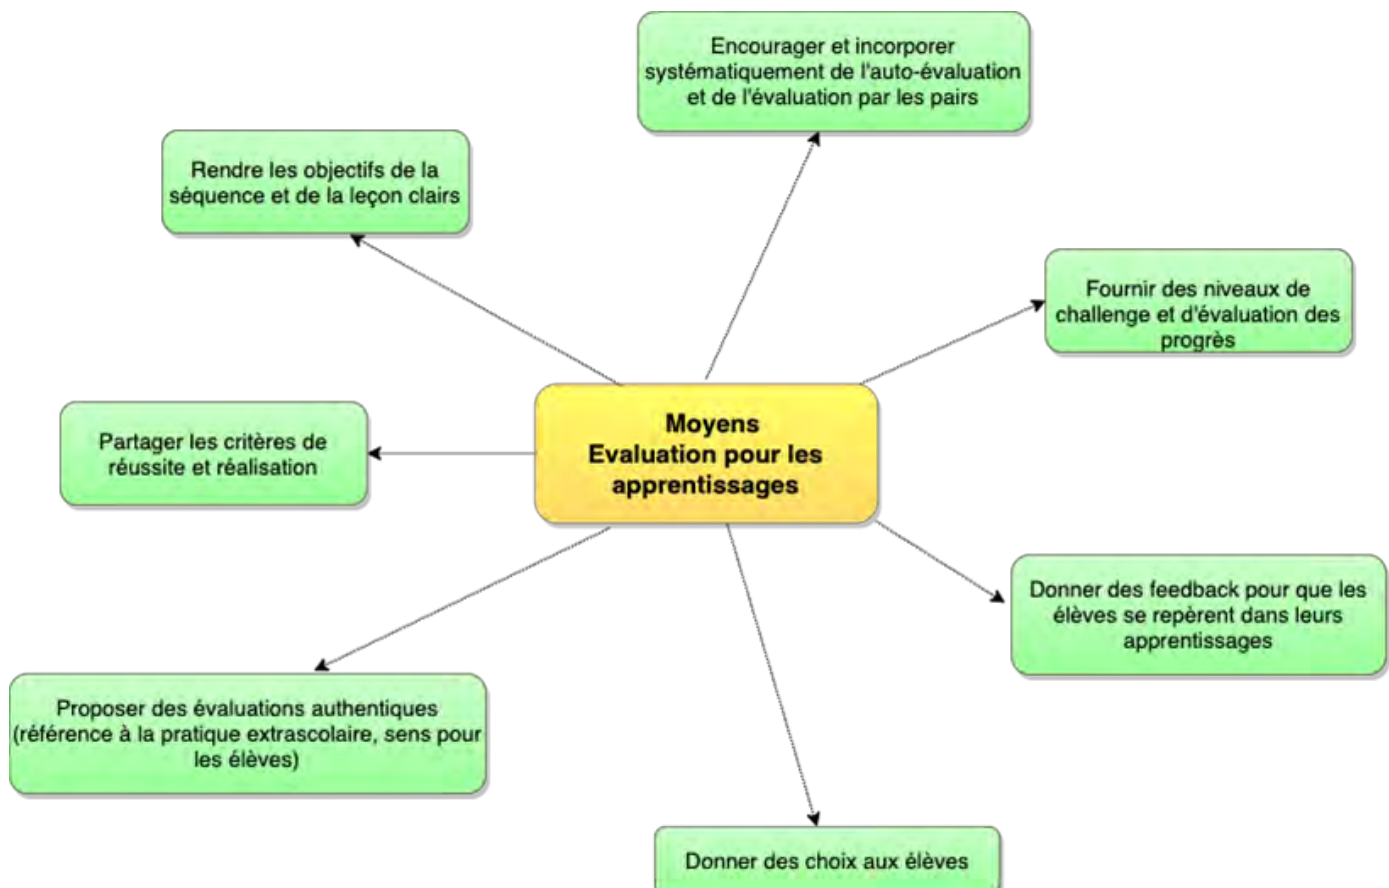 Encourager et incorporer
systématiquement de l'auto-évaluation
et de l'évaluation par les pairs
Rendre les objectifs de la
séquence et de la leçon clairs
Fournir des niveaux de
challenge et d'évaluation des
progrès
Moyens
Evaluation pour les
apprentissages
Partager les critères de
réussite et réalisation
Donner des feedback pour que les
élèves se repèrent dans leurs
apprentissages
Proposer des évaluations authentiques
(référence à la pratique extrascolaire, sens pour
les élèves)
Donner des choix aux élèves